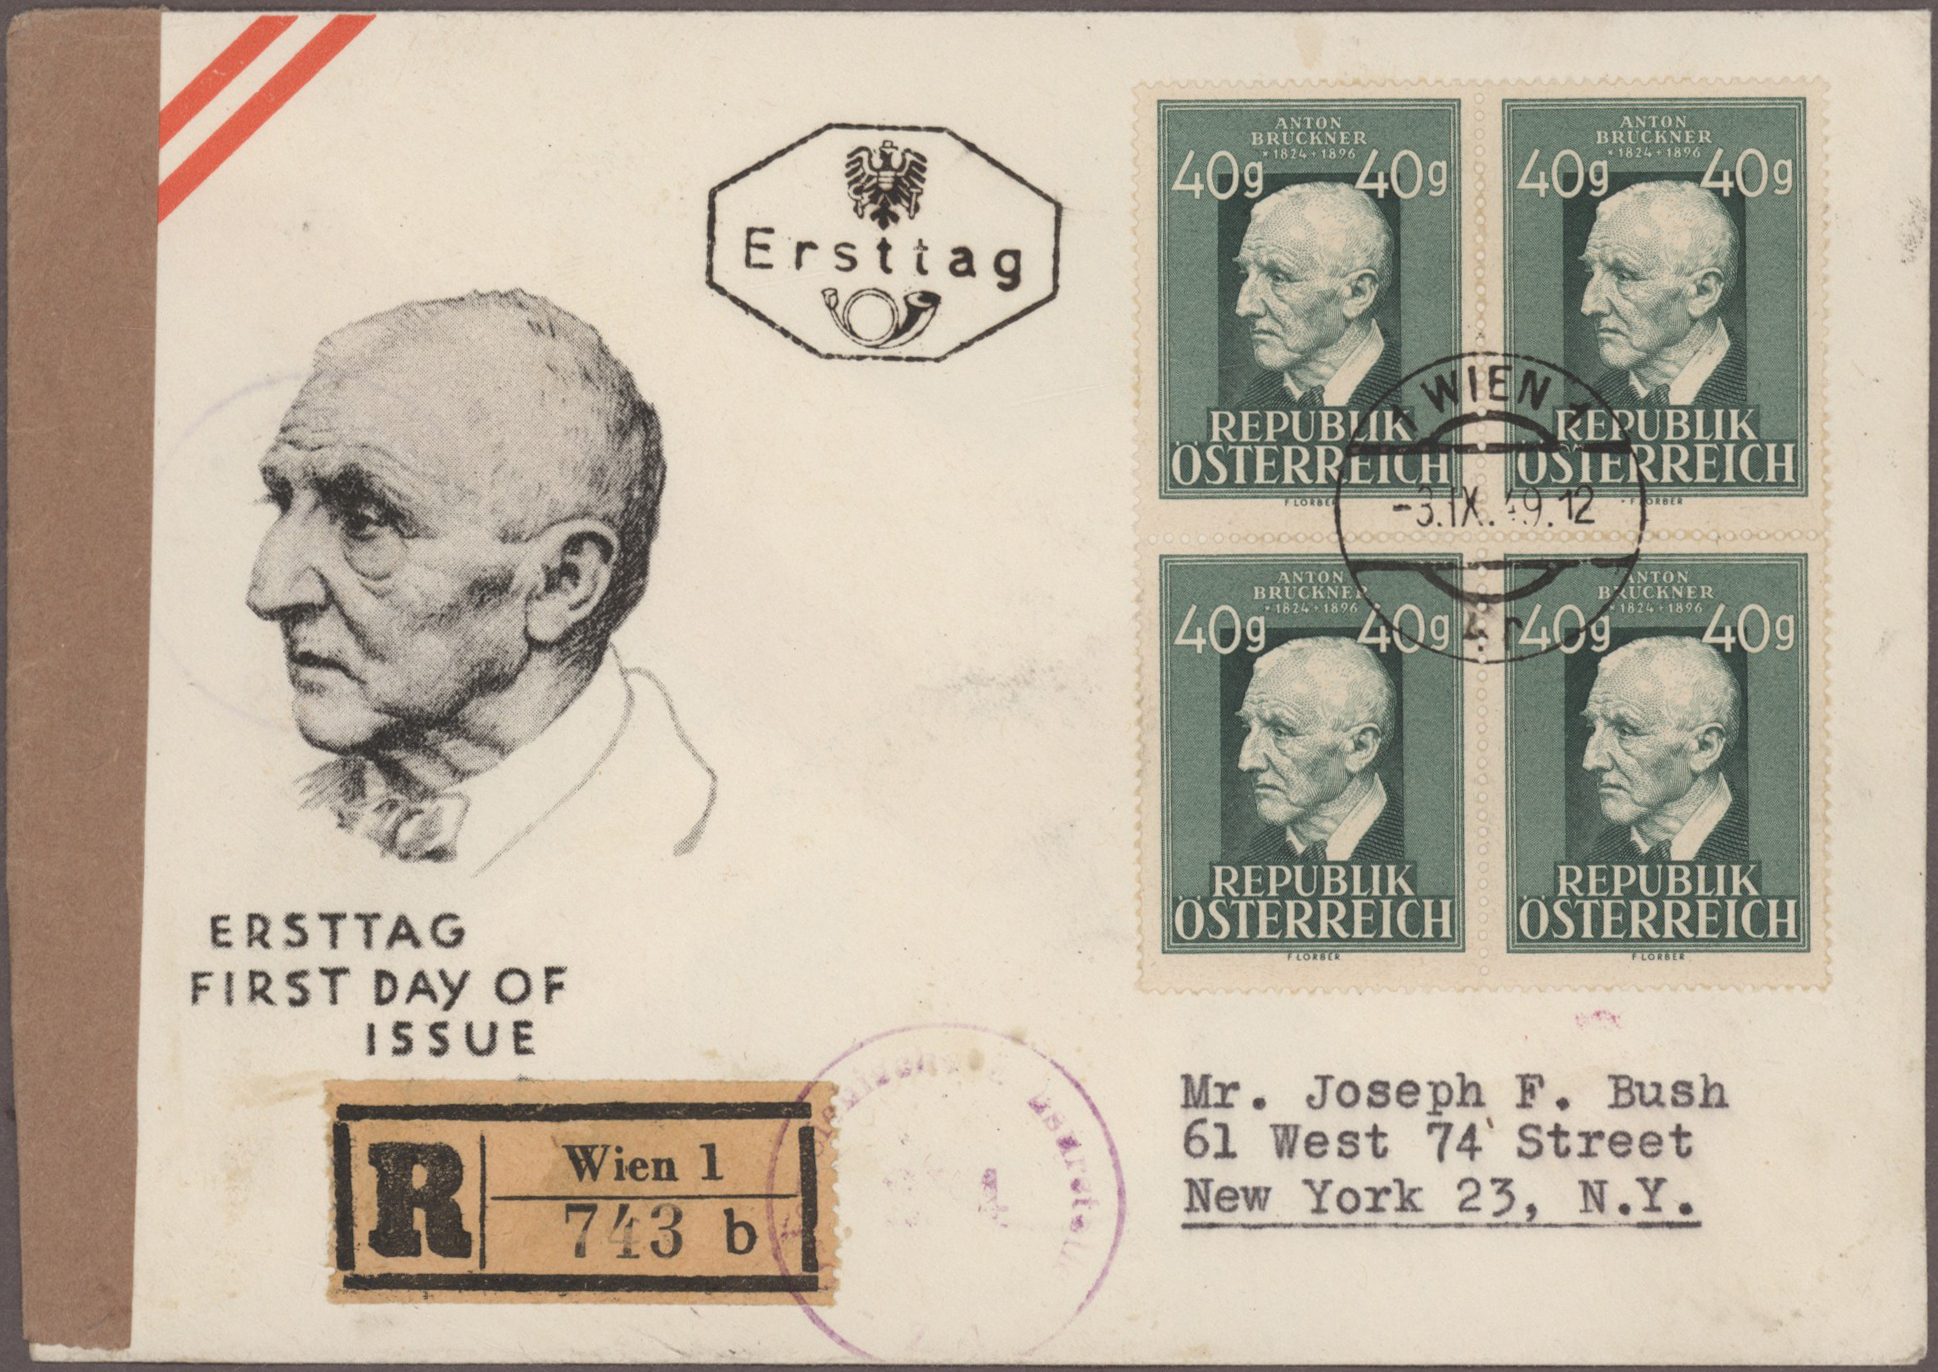 Ersttag
ANTON
BRUCKNER
*1824 + 1896
40g 40g
REPUBLIK
ÖSTERREICH
F LORBER
ANTON
BRUCKNER
*1824 + 1896
40g 40g
REPUBLIK
ÖSTERREICH
F LORBER
1 WIEN 1
-3.IX.49.12
4r
ANTON
BRUCKNER
*1824 + 1896
40g 40g
REPUBLIK
ÖSTERREICH
F LORBER
ANTON
BRUCKNER
*1824 + 1896
40g 40g
REPUBLIK
ÖSTERREICH
F LORBER
ERSTTAG
FIRST DAY OF
ISSUE
R
Wien 1
743 b
Mr. Joseph F. Bush
61 West 74 Street
New York 23, N.Y.